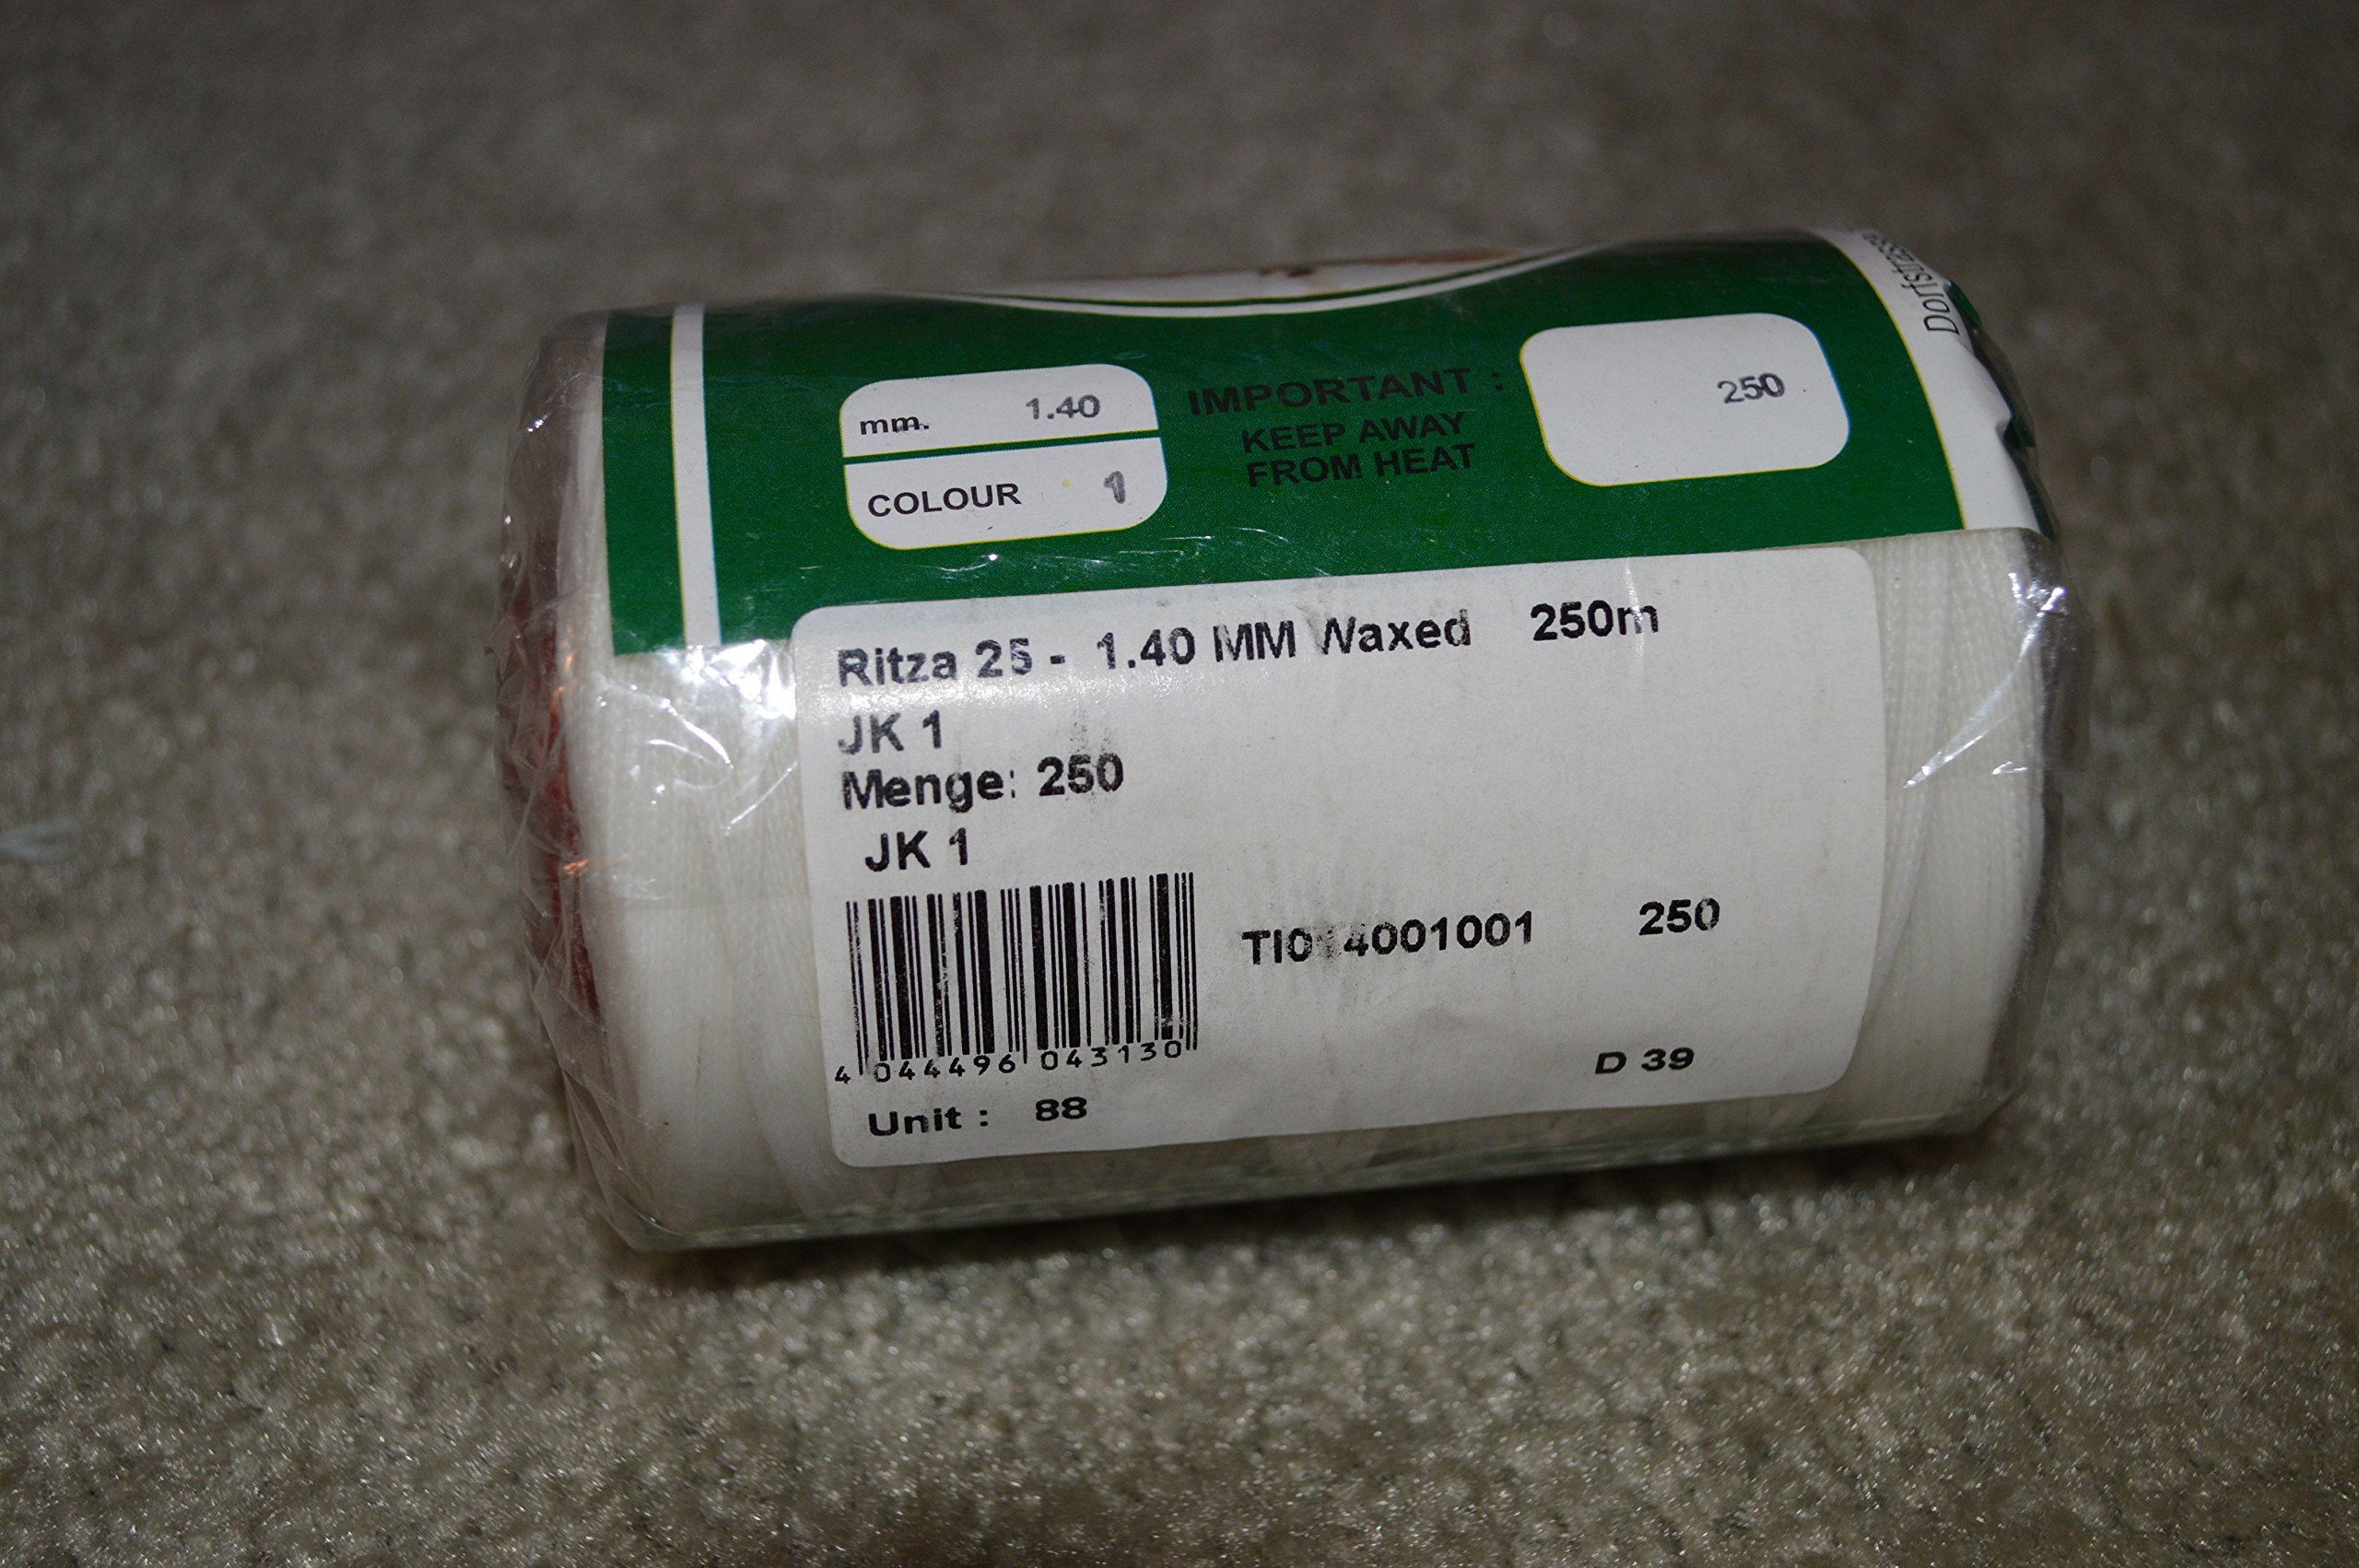 mm. 1.40
COLOUR 1
IMPORTANT :
KEEP AWAY
FROM HEAT
250
Ritza 25 - 1.40 MM Waxed 250m
JK 1
Menge: 250
JK 1
TI014001001 250
4 044496 043130
D 39
Unit : 88